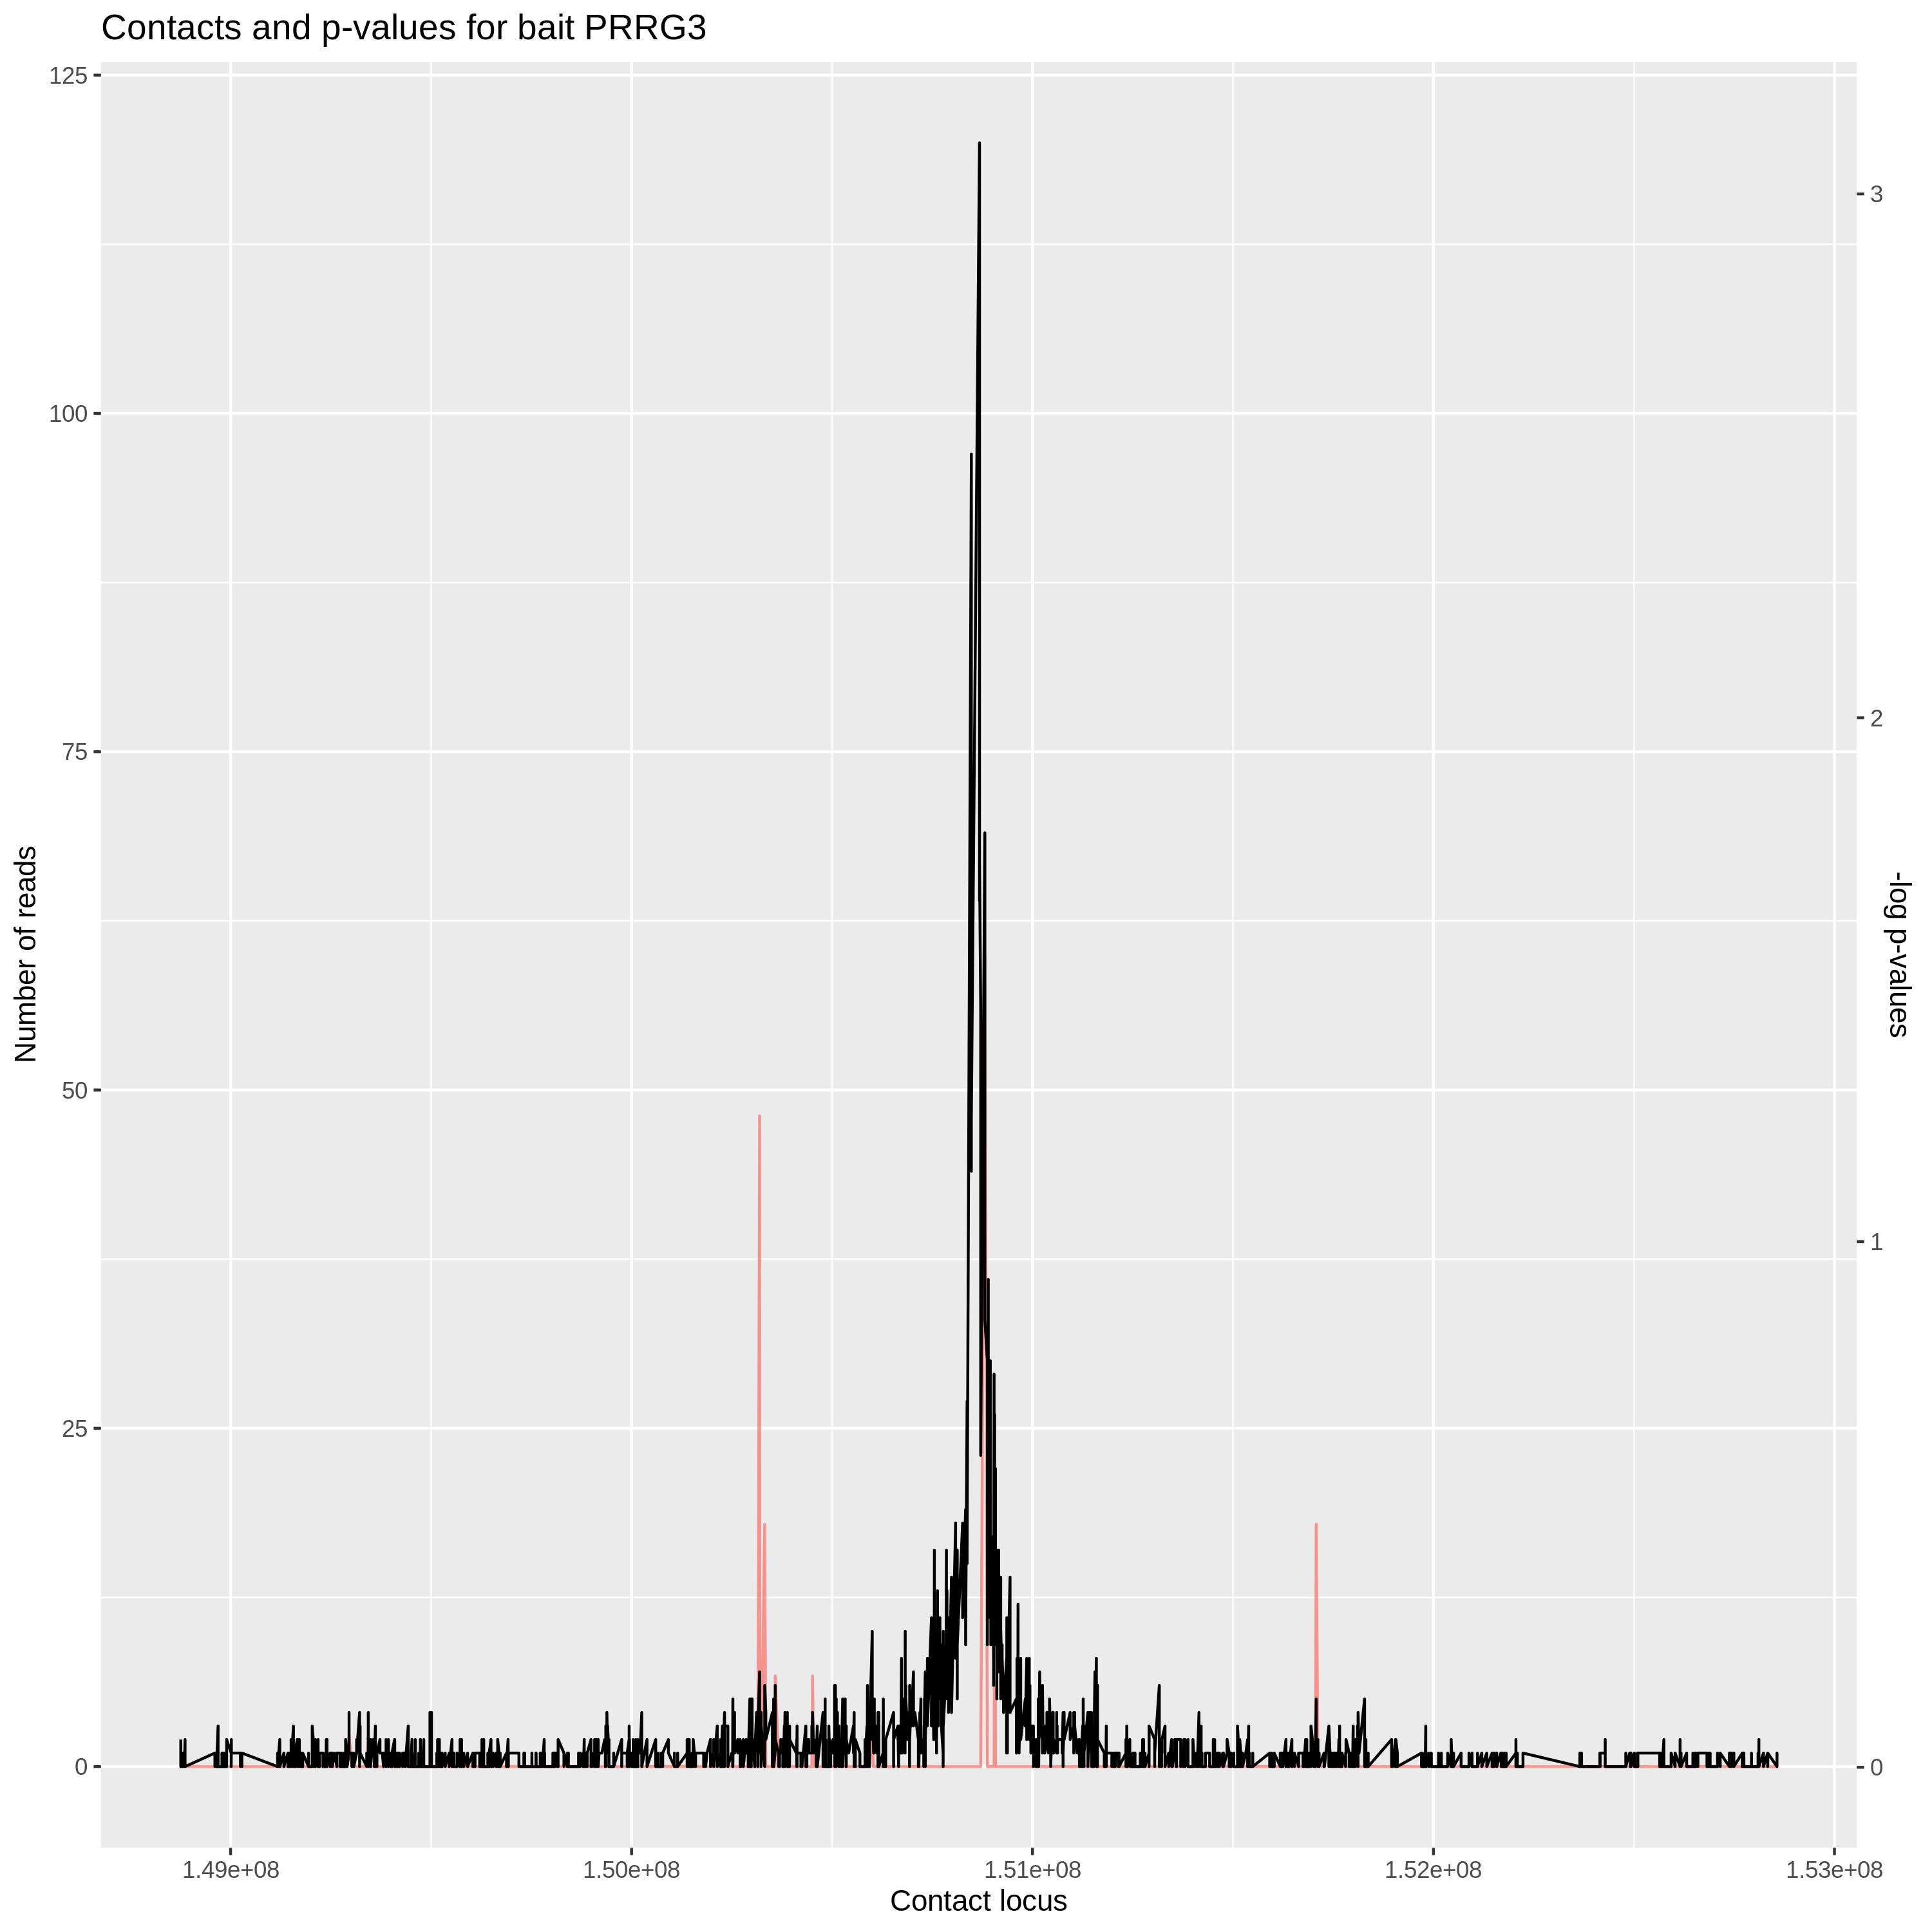 Contacts and p-values for bait PRRG3
125
100
75
50
25
0
Number of reads
3
2
1
0
-log p-values
1.49e+08
1.50e+08
1.51e+08
1.52e+08
1.53e+08
Contact locus